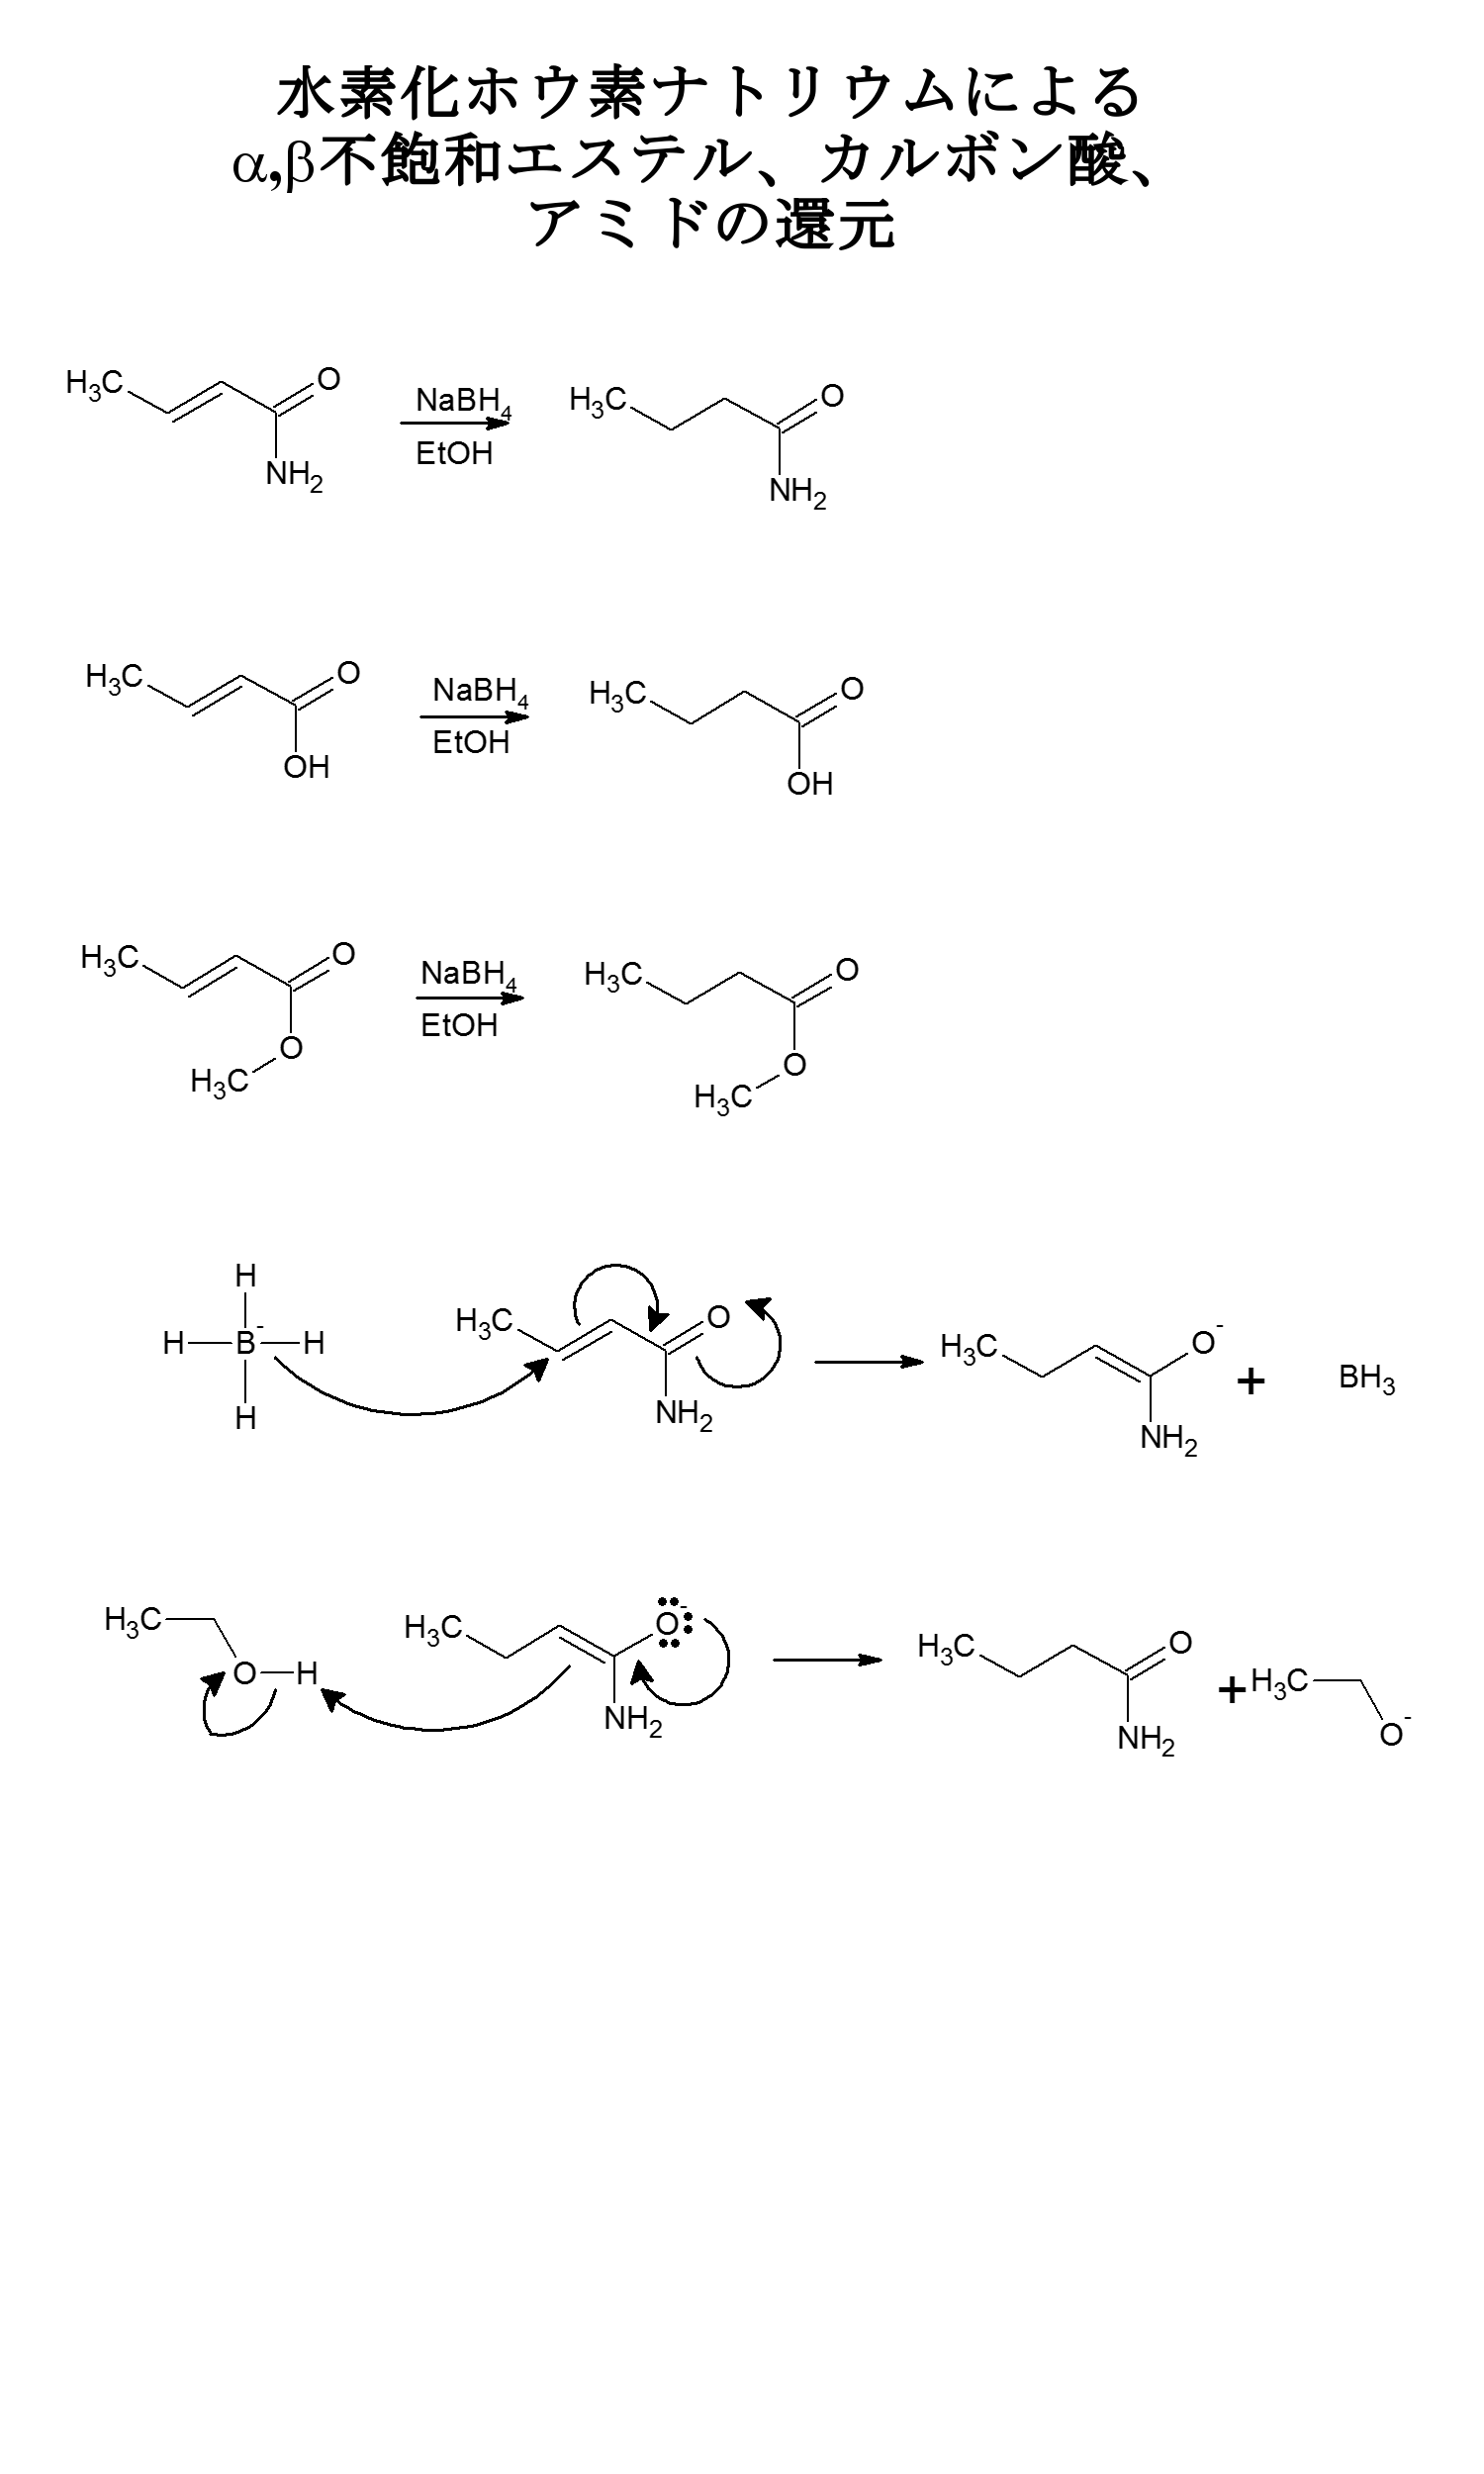 水素化ホウ素ナトリウムによる
α,β不飽和エステル、カルボン酸、
アミドの還元
H₃C O NH₂
NaBH₄
EtOH
H₃C O NH₂
H₃C O OH
NaBH₄
EtOH
H₃C O OH
H₃C O O H₃C
NaBH₄
EtOH
H₃C O O H₃C
H
H B⁻ H
H
H₃C O NH₂
H₃C O⁻ NH₂
+ BH₃
H₃C O H
H₃C O⁻ NH₂
H₃C O NH₂
+ H₃C O⁻